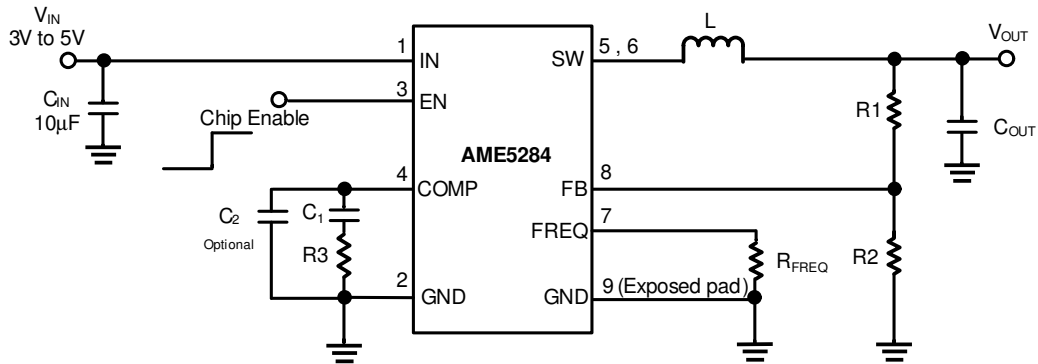 VIN
3V to 5V
CIN
10μF
Chip Enable
1
IN
3
EN
4
COMP
2
GND
C2
Optional
C1
R3
AME5284
SW
5 , 6
FB
8
FREQ
7
GND
9 (Exposed pad)
L
R1
R2
RFREQ
COUT
VOUT